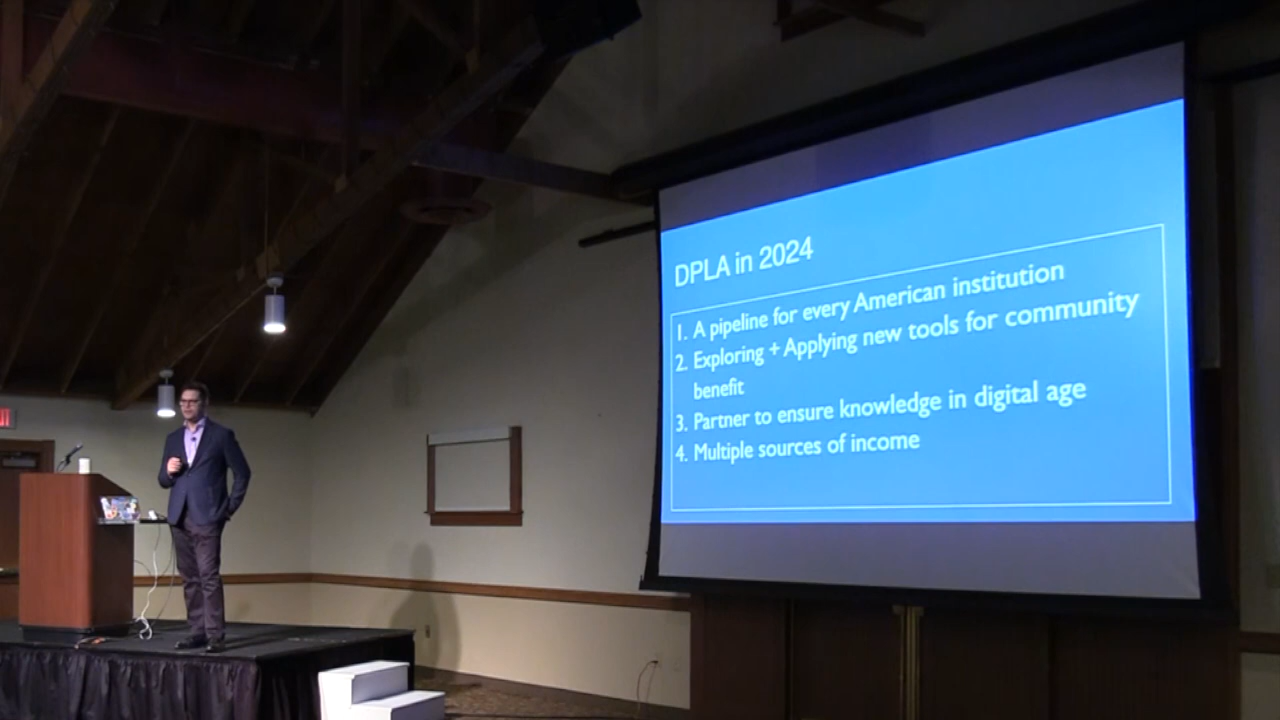 DPLA in 2024
1. A pipeline for every American institution
2. Exploring + Applying new tools for community
benefit
3. Partner to ensure knowledge in digital age
4. Multiple sources of income